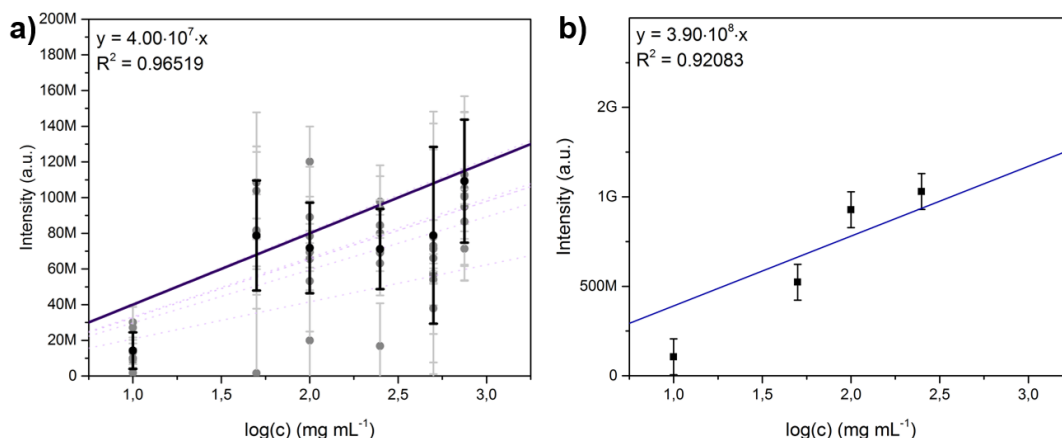 a)
y = 4.00·10⁷·x
R² = 0.96519
Intensity (a.u.)
200M
180M
160M
140M
120M
100M
80M
60M
40M
20M
0
1,0 1,5 2,0 2,5 3,0
log(c) (mg mL⁻¹)
b)
y = 3.90·10⁸·x
R² = 0.92083
Intensity (a.u.)
2G
1G
500M
0
1,0 1,5 2,0 2,5 3,0
log(c) (mg mL⁻¹)